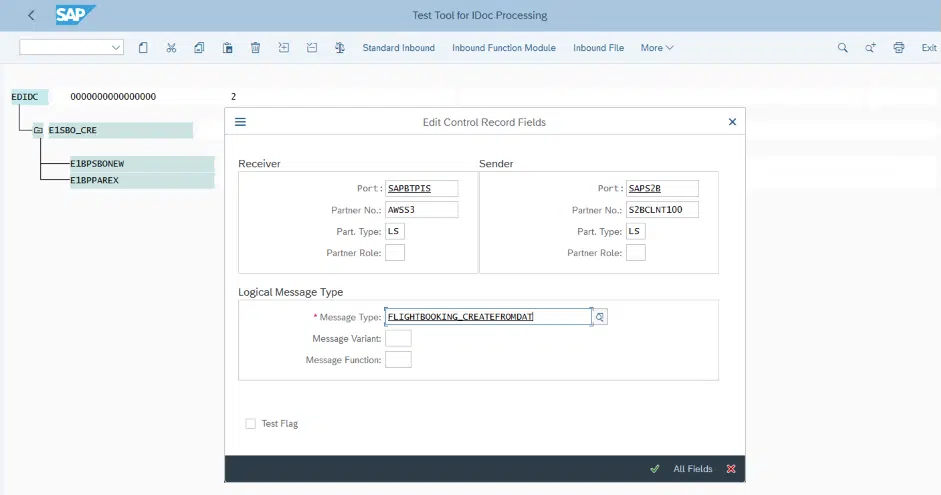 SAP
Test Tool for IDoc Processing
Standard Inbound Inbound Function Module Inbound File More Exit
EDIDC 0000000000000000 2
E1SBO_CRE
E1BPSBONEW
E1BPPAREX
Edit Control Record Fields
Receiver Sender
Port: SAPBTPIS Port: SAPS2B
Partner No.: AWSS3 Partner No.: S2BCLNT100
Part. Type: LS Part. Type: LS
Partner Role: Partner Role:
Logical Message Type
* Message Type: FLIGHTBOOKING_CREATEFROMDAT
Message Variant:
Message Function:
Test Flag
All Fields